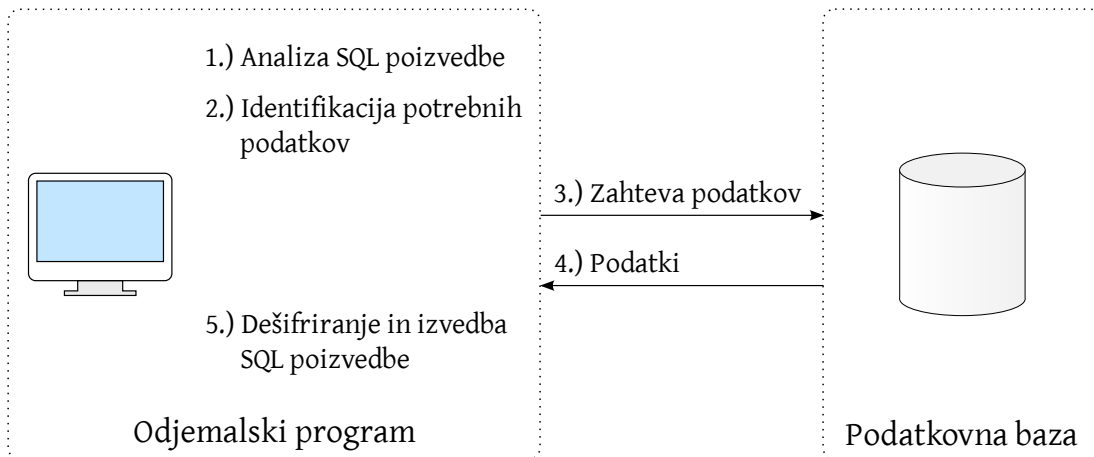 1.) Analiza SQL poizvedbe
2.) Identifikacija potrebnih
podatkov
3.) Zahteva podatkov
4.) Podatki
5.) Dešifriranje in izvedba
SQL poizvedbe
Odjemalski program
Podatkovna baza